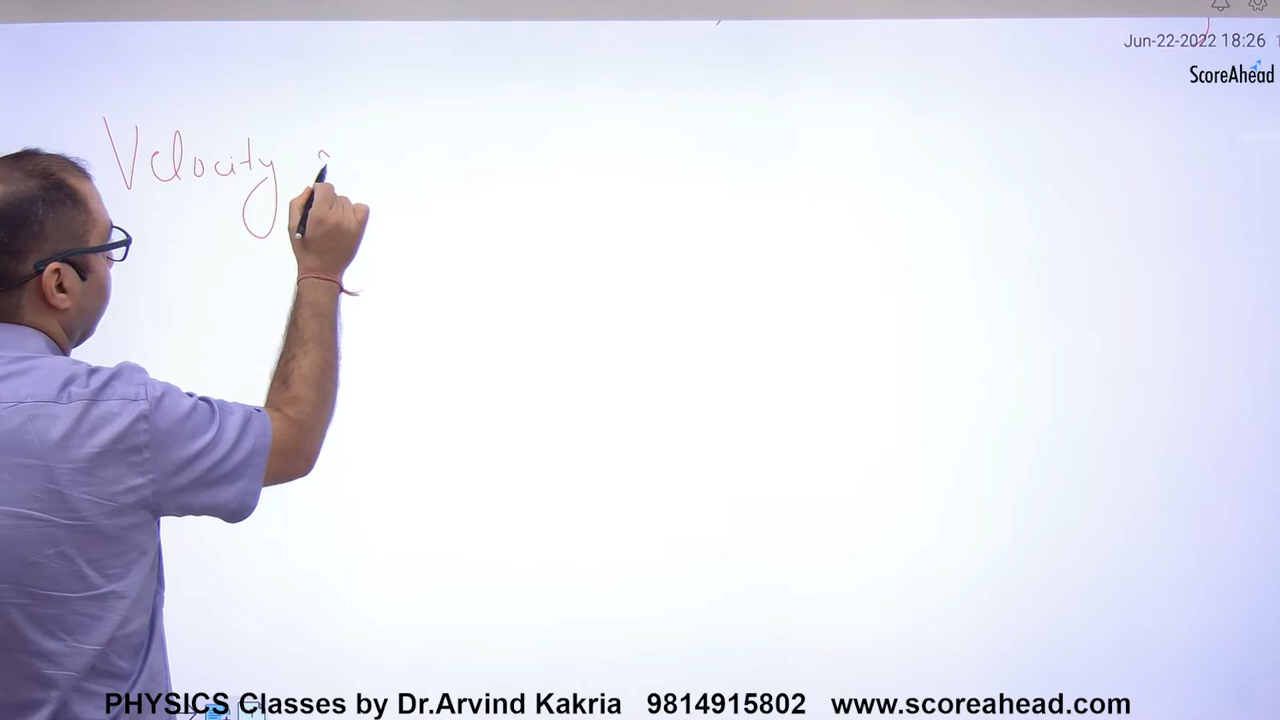 Jun-22-2022 18:26
ScoreAhead
Velocity
PHYSICS Classes by Dr.Arvind Kakria 9814915802 www.scoreahead.com